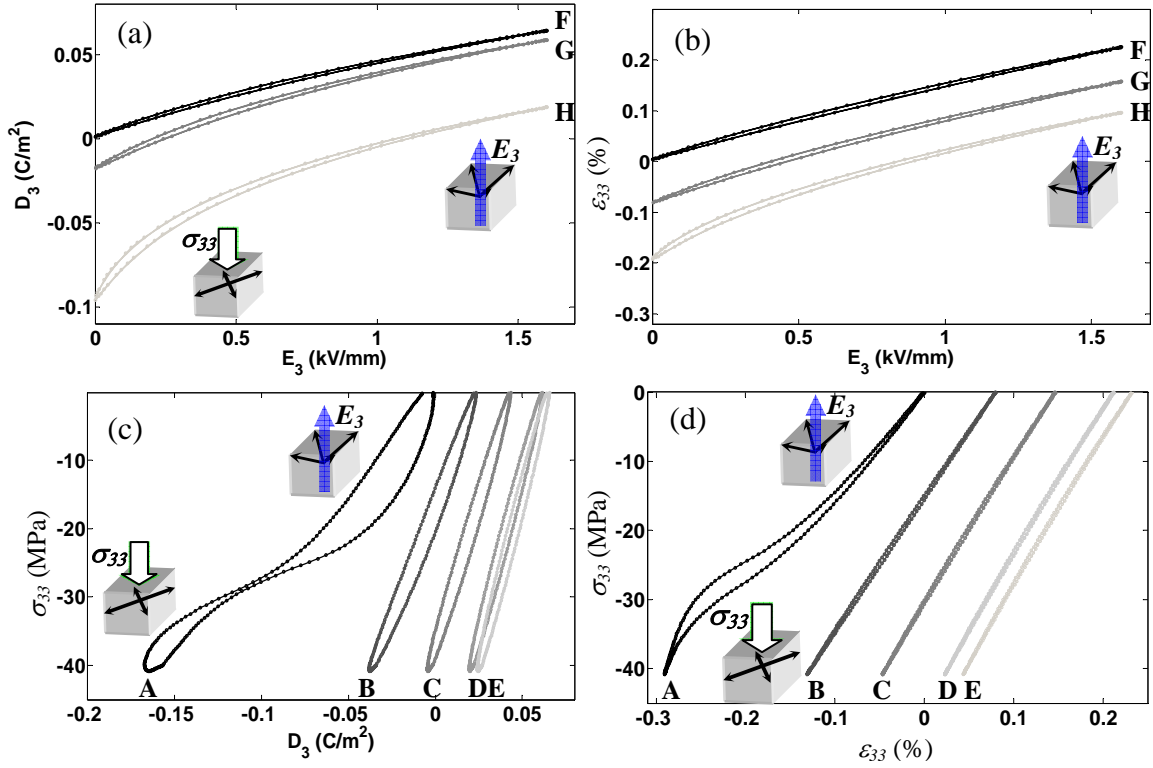 (a)
F
G
H
0.05
0
-0.05
-0.1
D3 (C/m²)
E3
σ33
0 0.5 1 1.5
E3 (kV/mm)
(b)
F
G
H
0.2
0.1
0
-0.1
-0.2
-0.3
ε33 (%)
E3
0 0.5 1 1.5
E3 (kV/mm)
(c)
E3
-10
-20
-30
-40
σ33 (MPa)
σ33
A B C D E
-0.2 -0.15 -0.1 -0.05 0 0.05
D3 (C/m²)
(d)
E3
0
-10
-20
-30
-40
σ33 (MPa)
σ33
A B C D E
-0.3 -0.2 -0.1 0 0.1 0.2
ε33 (%)